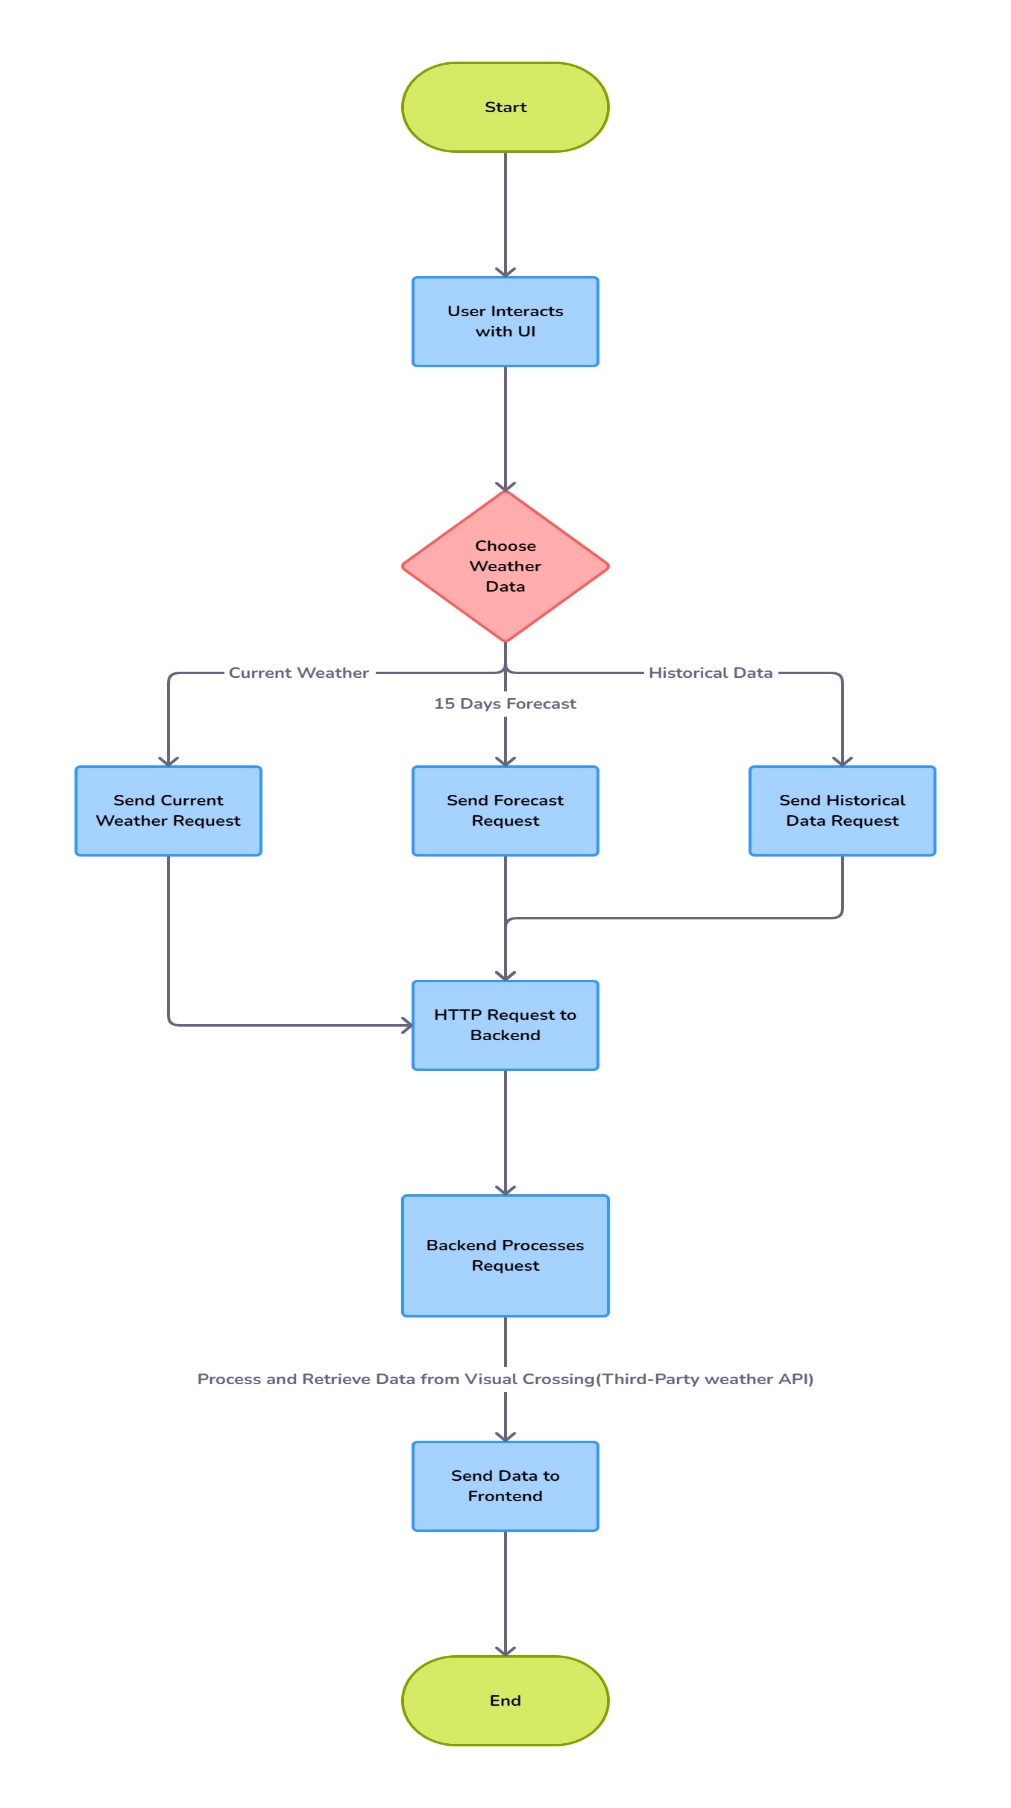 Start
User Interacts
with UI
Choose
Weather
Data
Current Weather
Historical Data
15 Days Forecast
Send Current
Weather Request
Send Forecast
Request
Send Historical
Data Request
HTTP Request to
Backend
Backend Processes
Request
Process and Retrieve Data from Visual Crossing(Third-Party weather API)
Send Data to
Frontend
End